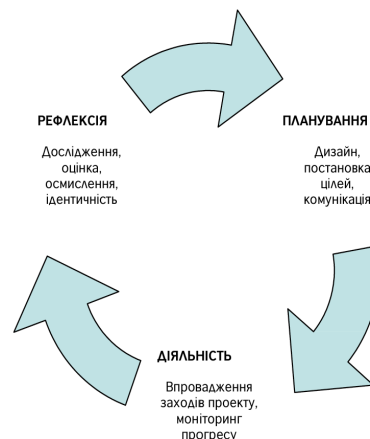 РЕФЛЕКСІЯ
Дослідження,
оцінка,
осмислення,
ідентичність
ПЛАНУВАННЯ
Дизайн,
постановка
цілей,
комунікація
ДІЯЛЬНІСТЬ
Впровадження
заходів проекту,
моніторинг
прогресу